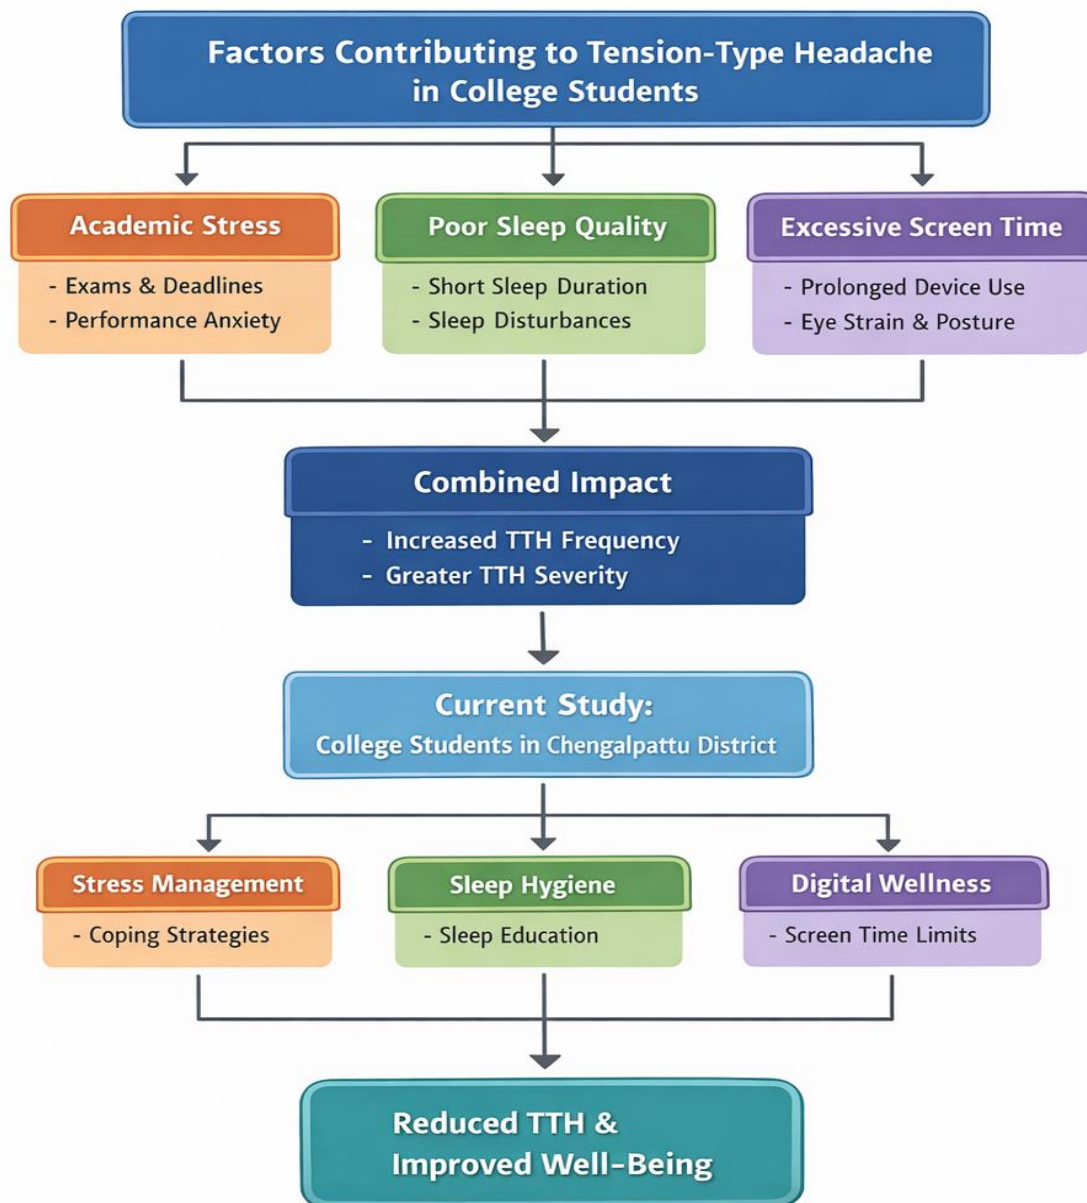 Factors Contributing to Tension-Type Headache
in College Students
Academic Stress
- Exams & Deadlines
- Performance Anxiety
Poor Sleep Quality
- Short Sleep Duration
- Sleep Disturbances
Excessive Screen Time
- Prolonged Device Use
- Eye Strain & Posture
Combined Impact
- Increased TTH Frequency
- Greater TTH Severity
Current Study:
College Students in Chengalpattu District
Stress Management
- Coping Strategies
Sleep Hygiene
- Sleep Education
Digital Wellness
- Screen Time Limits
Reduced TTH &
Improved Well-Being